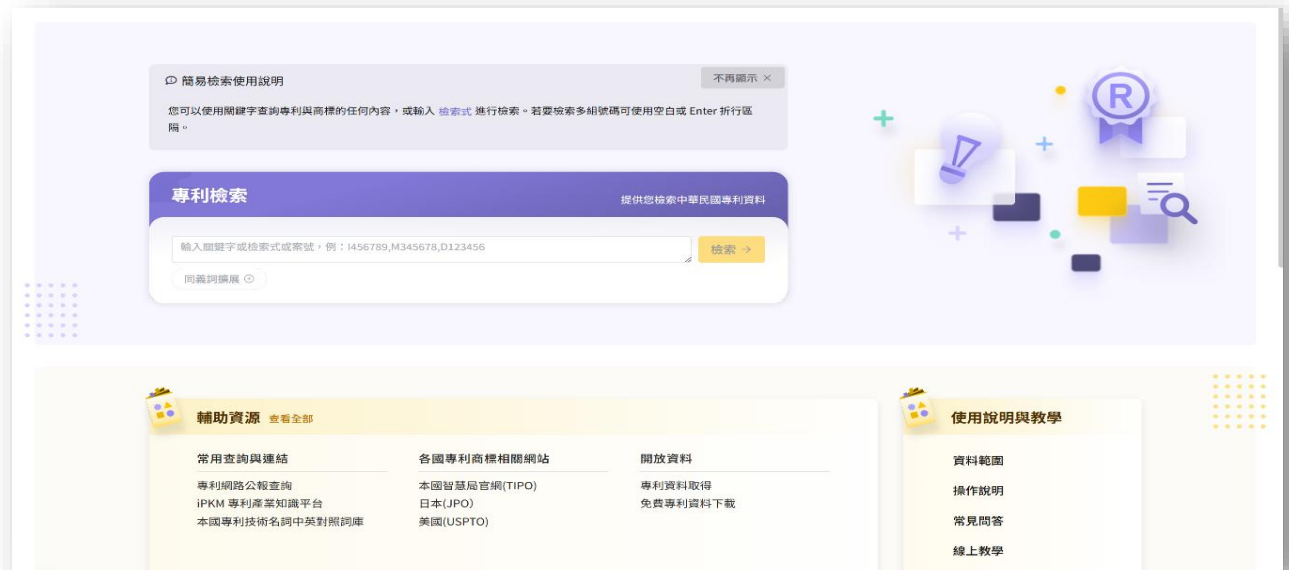 簡易檢索使用說明
不再顯示 ×
您可以使用關鍵字查詢專利與商標的任何內容，或輸入 檢索式 進行檢索。若要檢索多組號碼可使用空白或 Enter 折行區
隔。
R
專利檢索
提供您檢索中華民國專利資料
輸入關鍵字或檢索式或案號，例：I456789,M345678,D123456
檢索 →
同義詞擴展
輔助資源 查看全部
常用查詢與連結
專利網路公報查詢
iPKM 專利產業知識平台
本國專利技術名詞中英對照詞庫
各國專利商標相關網站
本國智慧局官網(TIPO)
日本(JPO)
美國(USPTO)
開放資料
專利資料取得
免費專利資料下載
使用說明與教學
資料範圍
操作說明
常見問答
線上教學